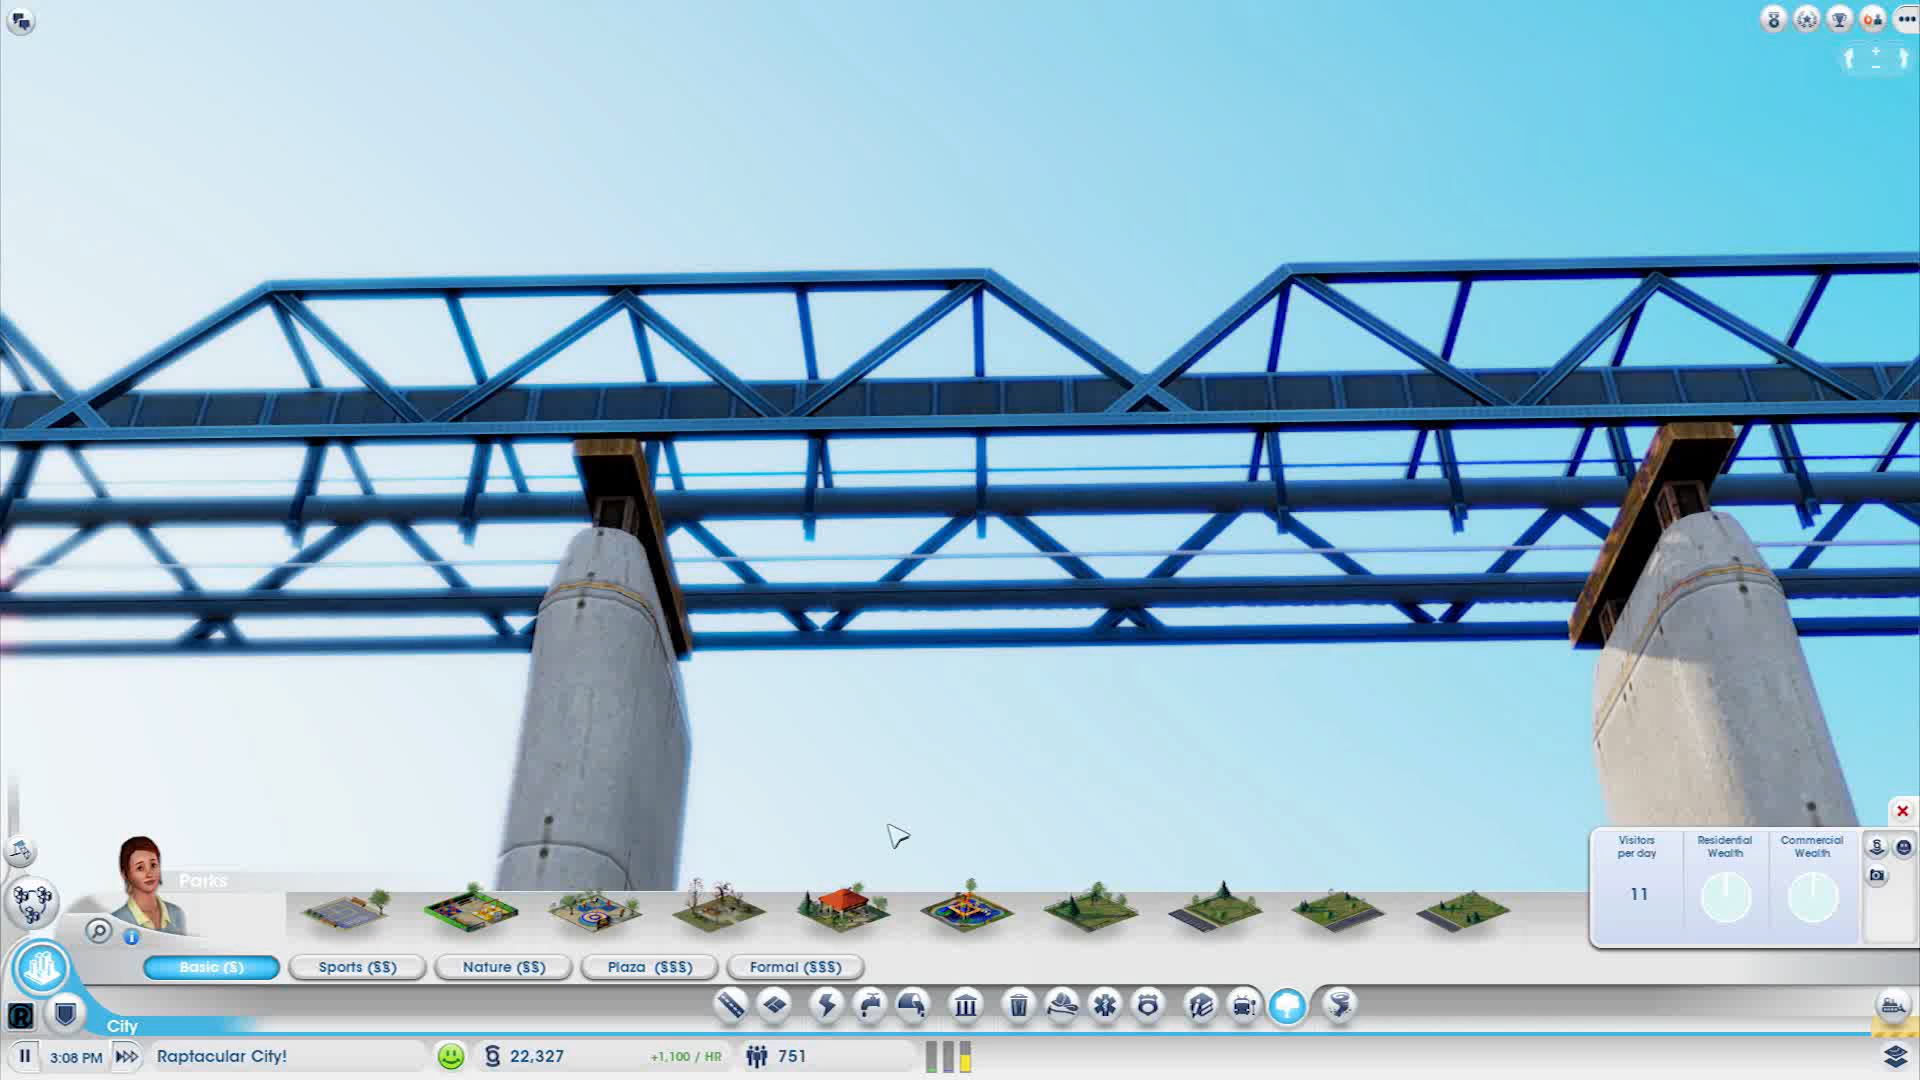 Visitors per day
Residential Wealth
Commercial Wealth
11
Parks
Basic (§)
Sports (§§)
Nature (§§)
Plaza (§§§)
Formal (§§§)
City
3:08 PM
Raptacular City!
22,327
+1,100 / HR
751